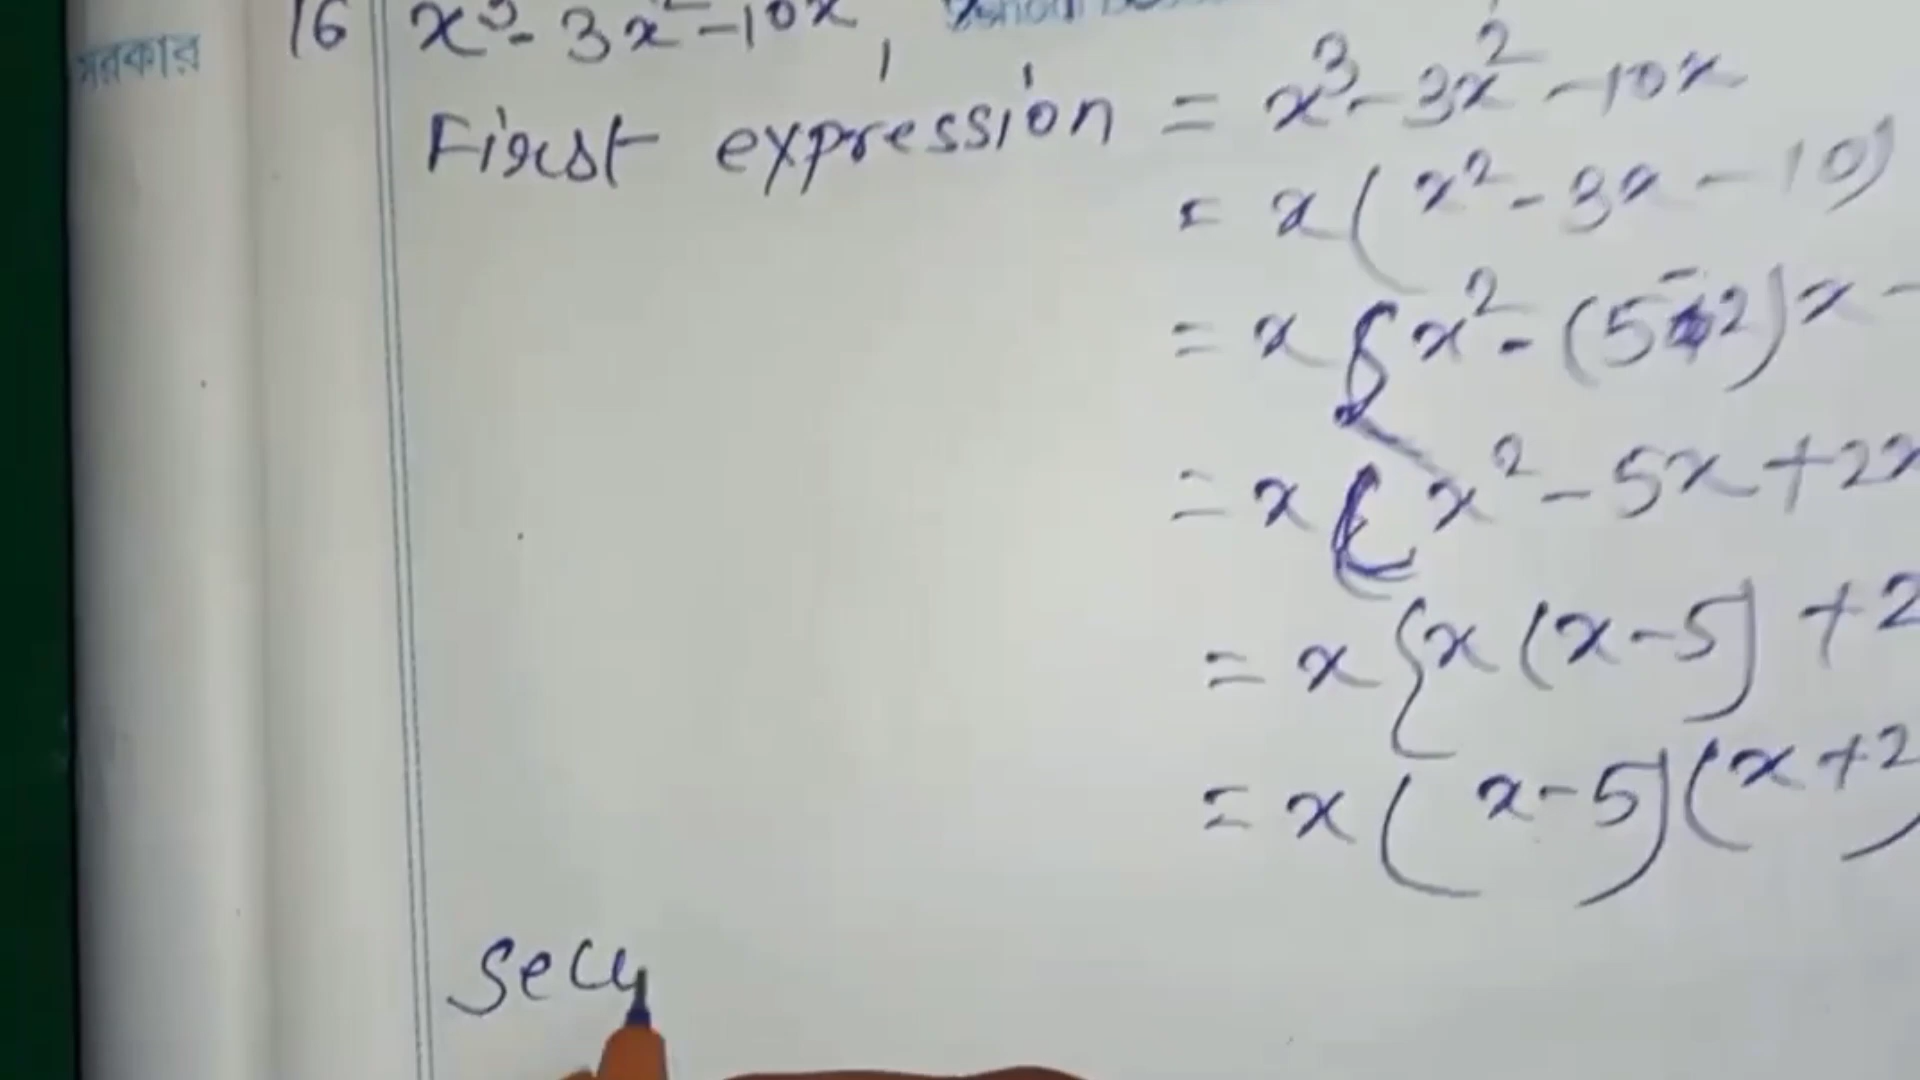 সরকার
16 x³ - 3x² - 10x,
First expression = x³ - 3x² - 10x
= x ( x² - 3x - 10)
= x { x² - (5-2)x -
= x ( x² - 5x + 2x
= x { x (x-5) + 2
= x ( x-5) (x+2)
Seco